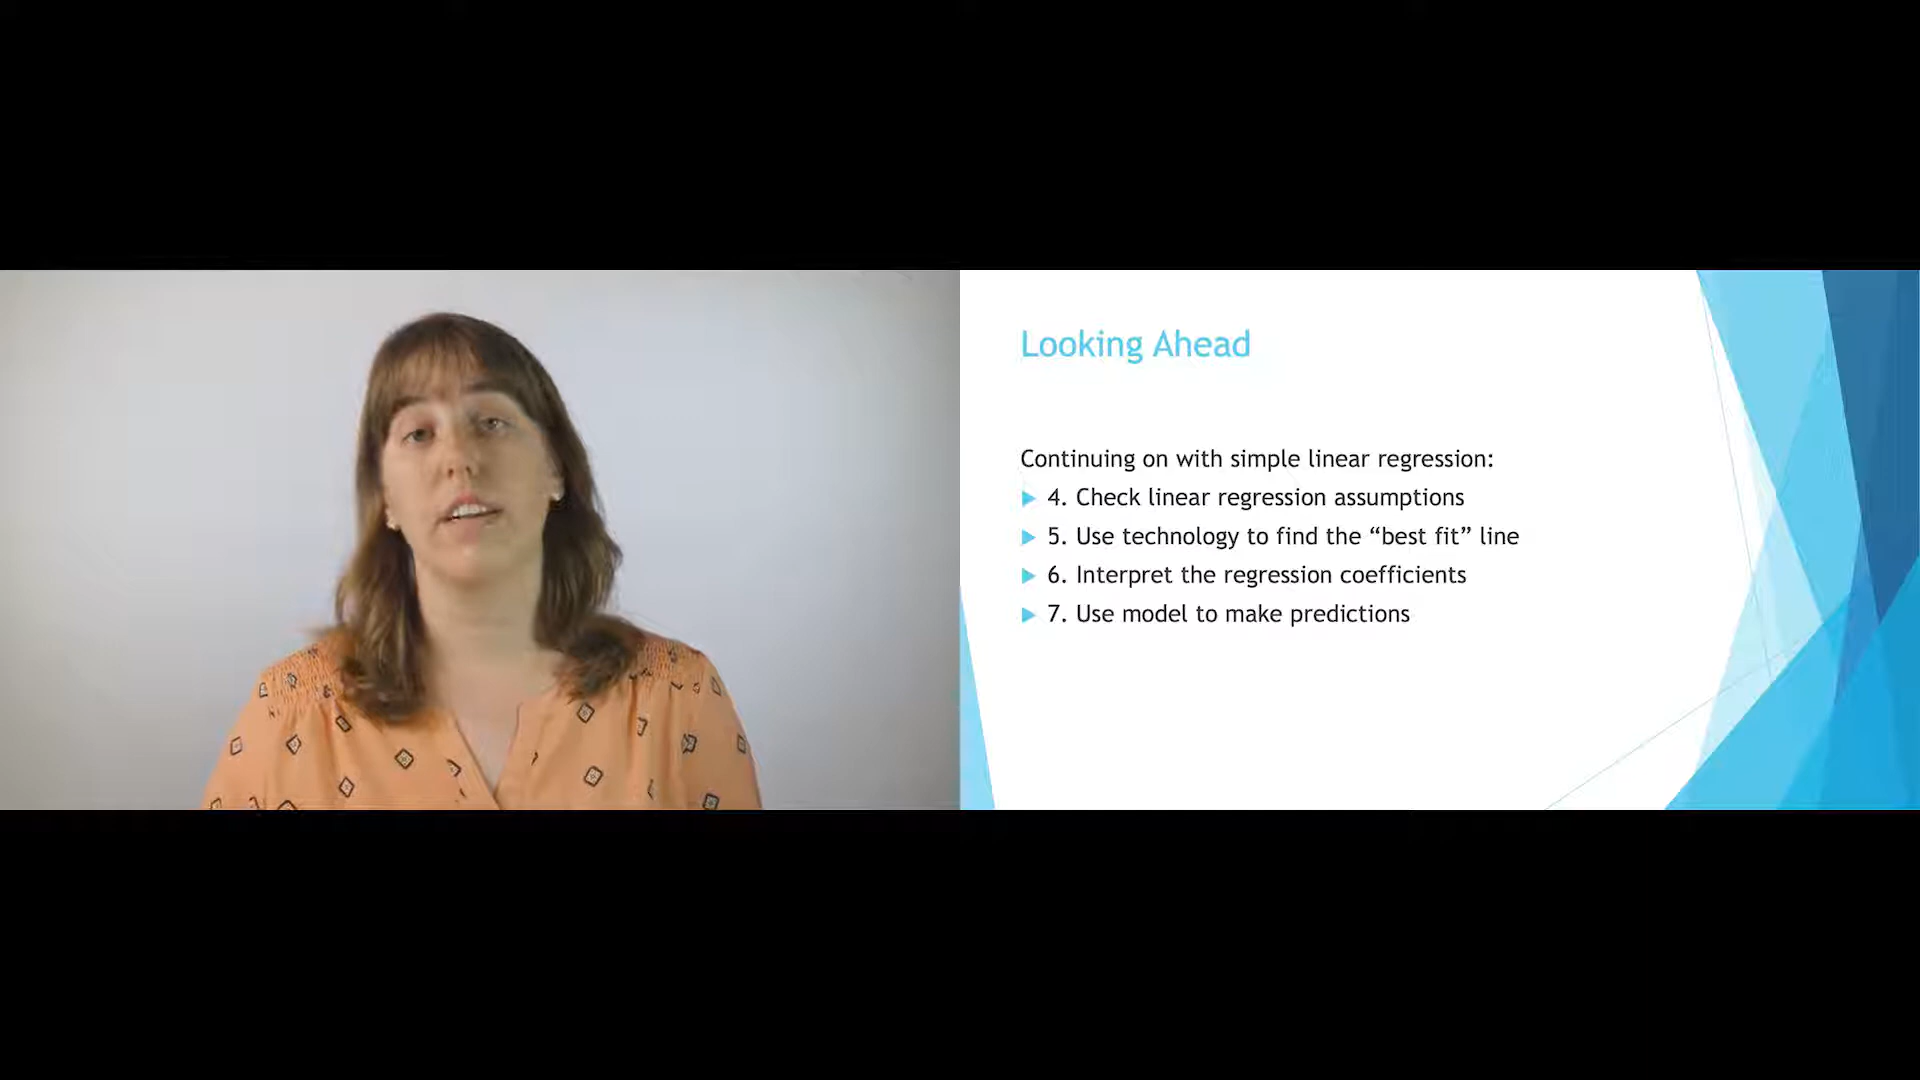 Looking Ahead
Continuing on with simple linear regression:
4. Check linear regression assumptions
5. Use technology to find the “best fit” line
6. Interpret the regression coefficients
7. Use model to make predictions